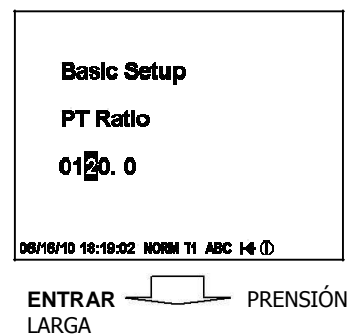 Basic Setup
PT Ratio
0120. 0
06/16/10 18:19:02 NORM T1 ABC
ENTRAR PRENSIÓN
LARGA